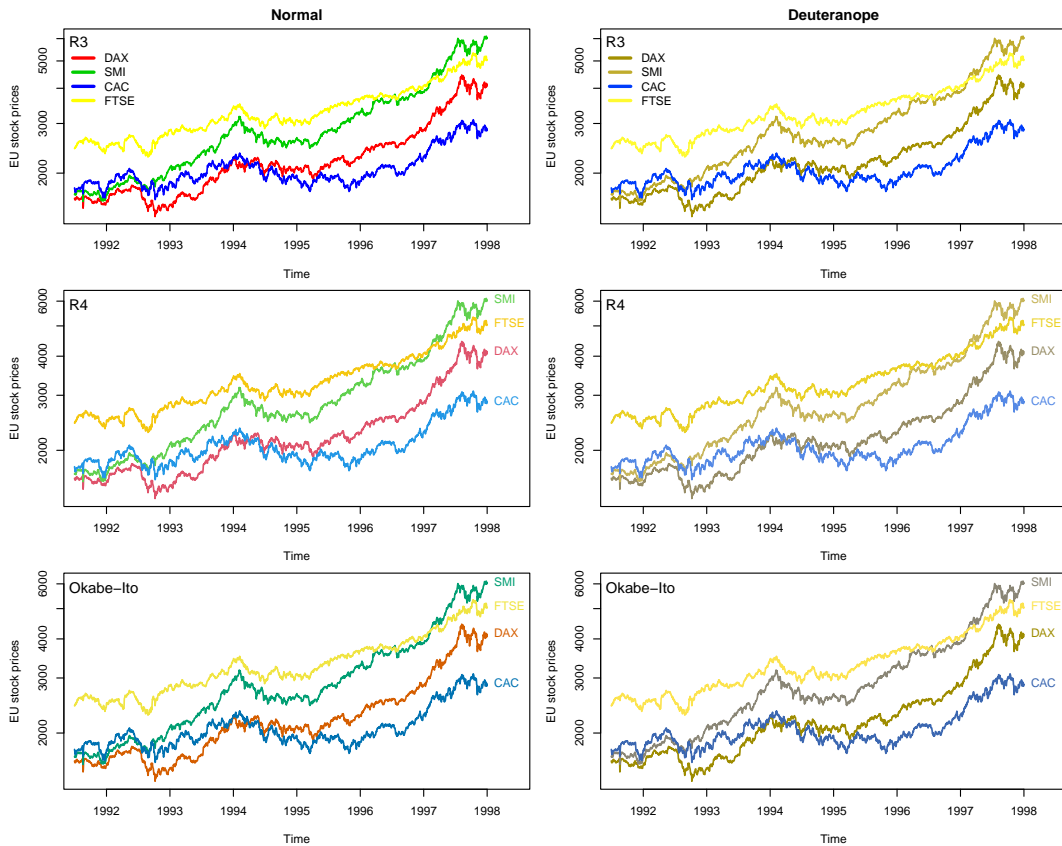 Normal
Deuteranope
R3
DAX
SMI
CAC
FTSE
EU stock prices
2000
3000
5000
1992
1993
1994
1995
1996
1997
1998
Time
R3
DAX
SMI
CAC
FTSE
EU stock prices
2000
3000
5000
1992
1993
1994
1995
1996
1997
1998
Time
R4
SMI
FTSE
DAX
CAC
EU stock prices
2000
3000
4000
6000
1992
1993
1994
1995
1996
1997
1998
Time
R4
SMI
FTSE
DAX
CAC
EU stock prices
2000
3000
4000
6000
1992
1993
1994
1995
1996
1997
1998
Time
Okabe−Ito
SMI
FTSE
DAX
CAC
EU stock prices
2000
3000
4000
6000
1992
1993
1994
1995
1996
1997
1998
Time
Okabe−Ito
SMI
FTSE
DAX
CAC
EU stock prices
2000
3000
4000
6000
1992
1993
1994
1995
1996
1997
1998
Time